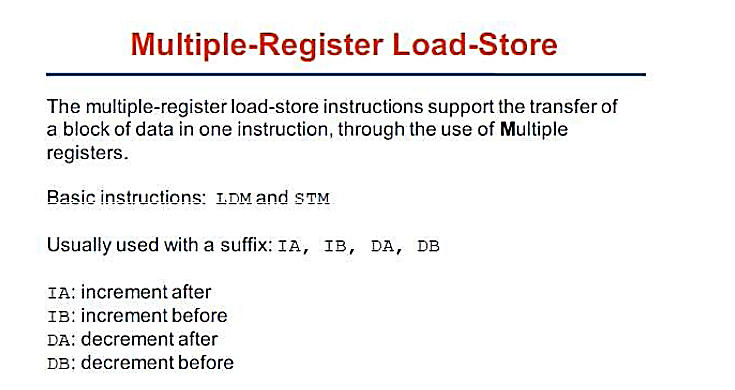 Multiple-Register Load-Store
The multiple-register load-store instructions support the transfer of
a block of data in one instruction, through the use of Multiple
registers.
Basic instructions: LDM and STM
Usually used with a suffix: IA, IB, DA, DB
IA: increment after
IB: increment before
DA: decrement after
DB: decrement before